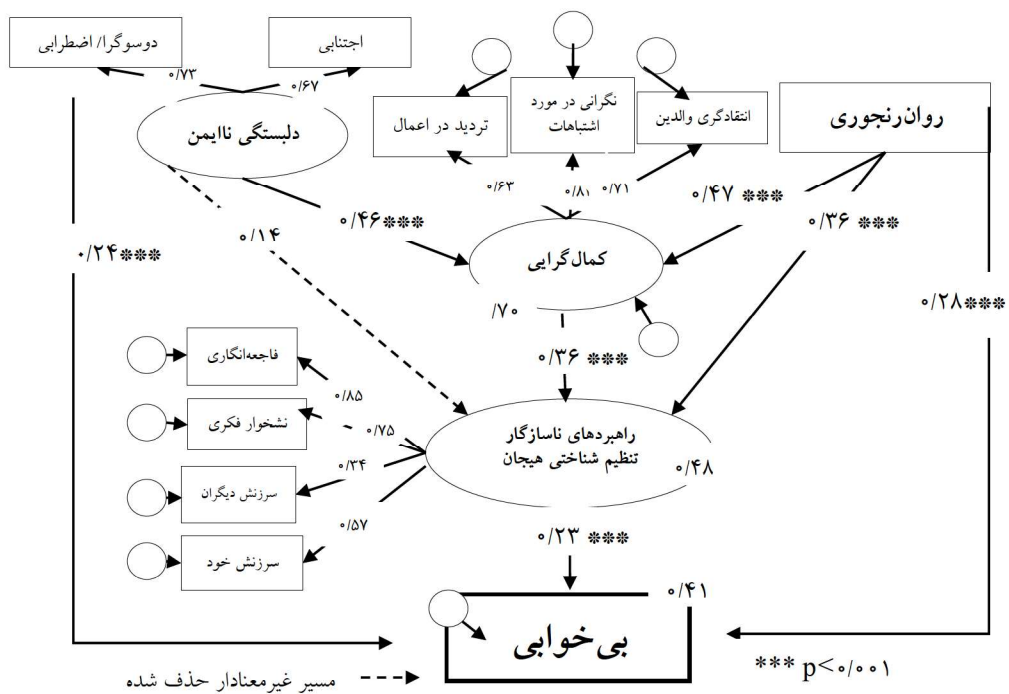 دوسوگرا/ اضطرابی
اجتنابی
۰/۷۳
۰/۶۷
دلبستگی ناایمن
تردید در اعمال
نگرانی در مورد
اشتباهات
انتقادگری والدین
روان‌رنجوری
۰/۶۳
۰/۸۱
۰/۷۱
۰/۴۷ ***
۰/۴۶***
۰/۳۶ ***
۰/۱۴
۰/۲۴***
کمال‌گرایی
/۷۰
۰/۲۸***
۰/۳۶ ***
فاجعه‌انگاری
۰/۸۵
نشخوار فکری
۰/۷۵
راهبردهای ناسازگار
تنظیم شناختی هیجان
۰/۴۸
سرزنش دیگران
۰/۳۴
۰/۵۷
سرزنش خود
۰/۲۳ ***
۰/۴۱
بی‌خوابی
*** p<۰/۰۰۱
مسیر غیرمعنادار حذف شده